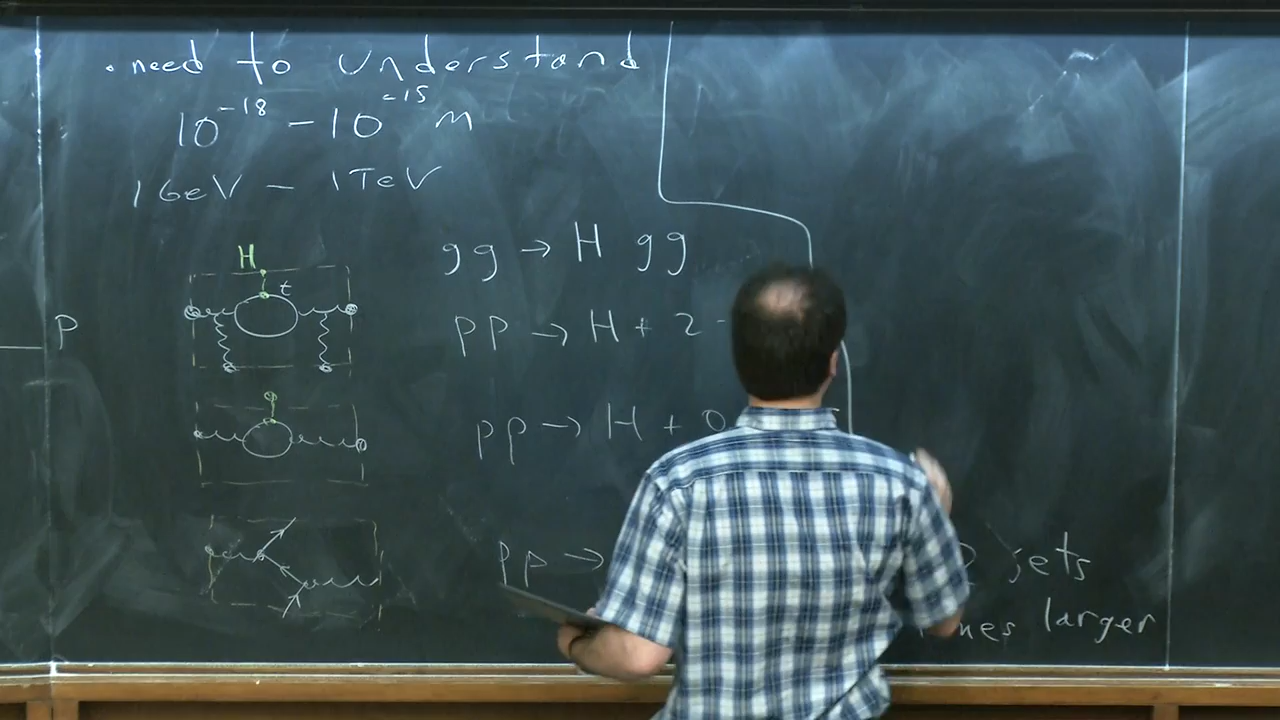 . need to understand
10^-18 - 10^-15 m
1 GeV - 1 TeV
H
t
gg → H gg
P
pp → H + 2 -
pp → H + 0
pp →
jets
larger